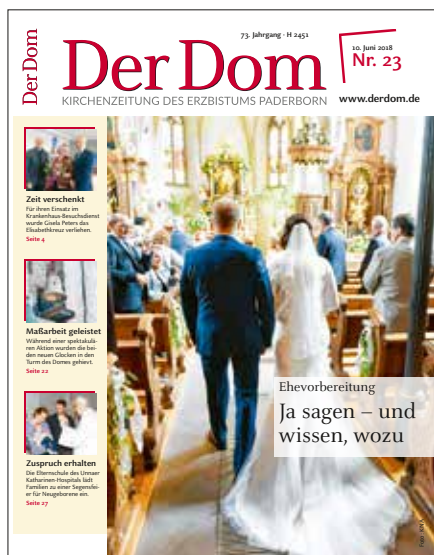 Der Dom
73. Jahrgang · H 2451
Der Dom
KIRCHENZEITUNG DES ERZBISTUMS PADERBORN
10. Juni 2018
Nr. 23
www.derdom.de
Zeit verschenkt
Für ihren Einsatz im
Krankenhaus-Besuchsdienst
wurde Gisela Peters das
Elisabethkreuz verliehen.
Seite 4
Maßarbeit geleistet
Während einer spektakulä-
ren Aktion wurden die bei-
den neuen Glocken in den
Turm des Domes gehievt.
Seite 22
Zuspruch erhalten
Die Elternschule des Unnaer
Katharinen-Hospitals lädt
Familien zu einer Segensfei-
er für Neugeborene ein.
Seite 27
Ehevorbereitung
Ja sagen – und
wissen, wozu